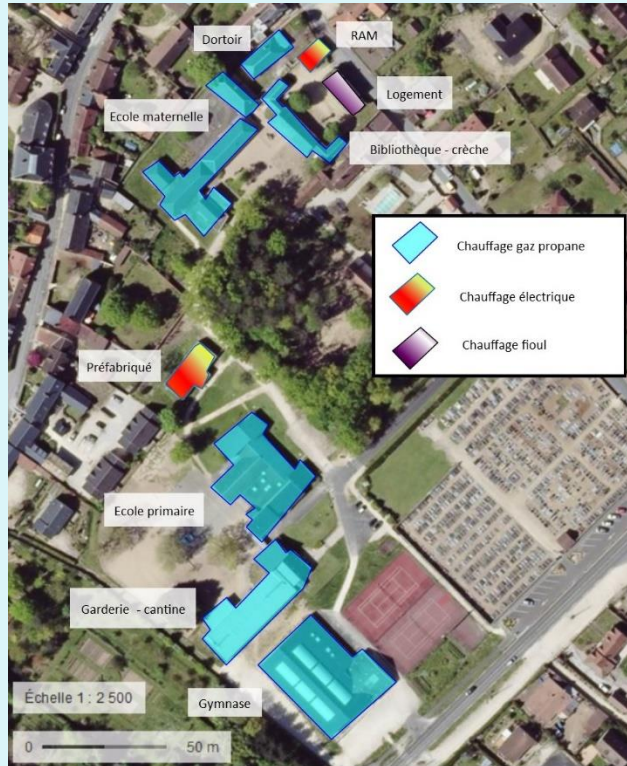 Dortoir
RAM
Ecole maternelle
Logement
Bibliothèque - crèche
Chauffage gaz propane
Chauffage électrique
Chauffage fioul
Préfabriqué
Ecole primaire
Garderie - cantine
Gymnase
Échelle 1 : 2 500
0 50 m